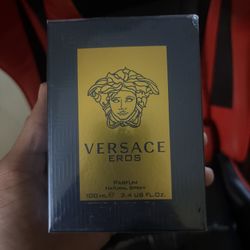 VERSACE
EROS
PARFUM
NATURAL SPRAY
100 ml ℮ 3.4 US FL.OZ.